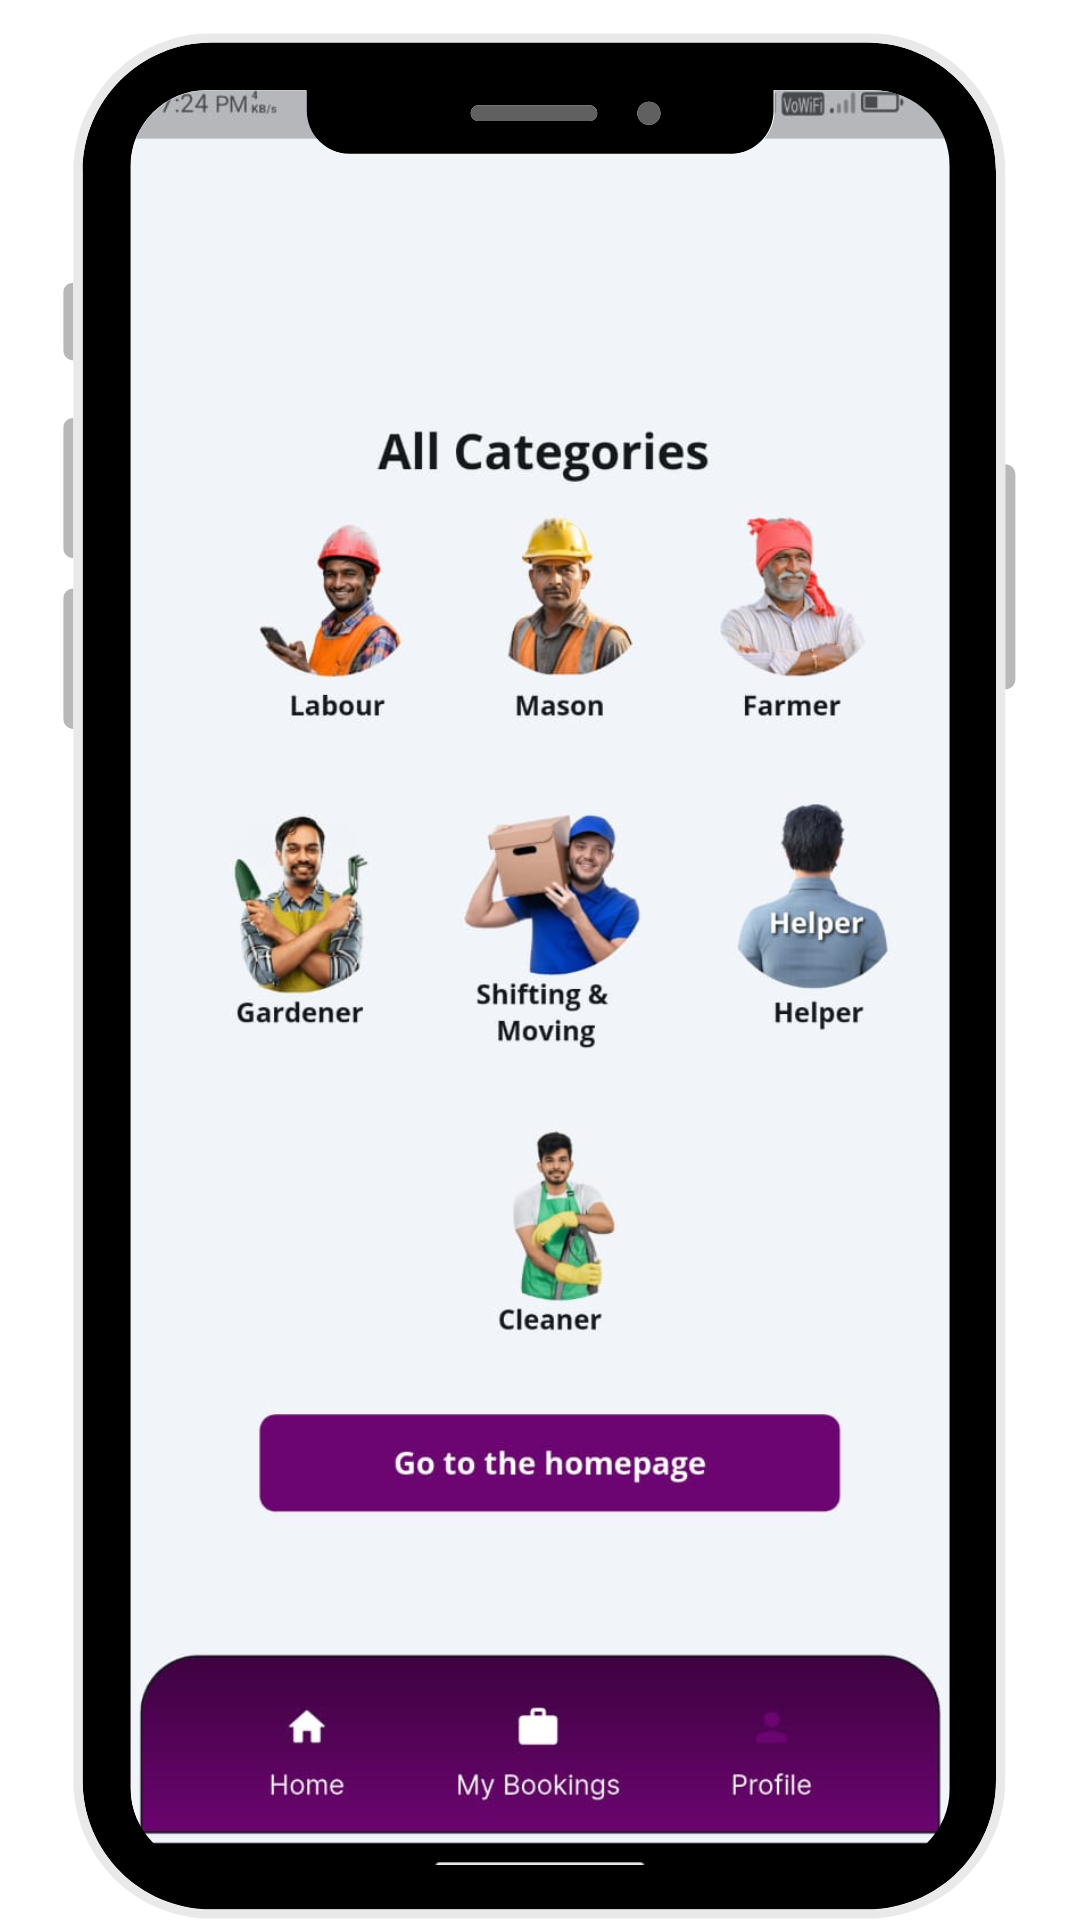 7:24 PM 4 KB/s VoWiFi
All Categories
Labour Mason Farmer
Helper
Gardener Shifting & Moving Helper
Cleaner
Go to the homepage
Home My Bookings Profile